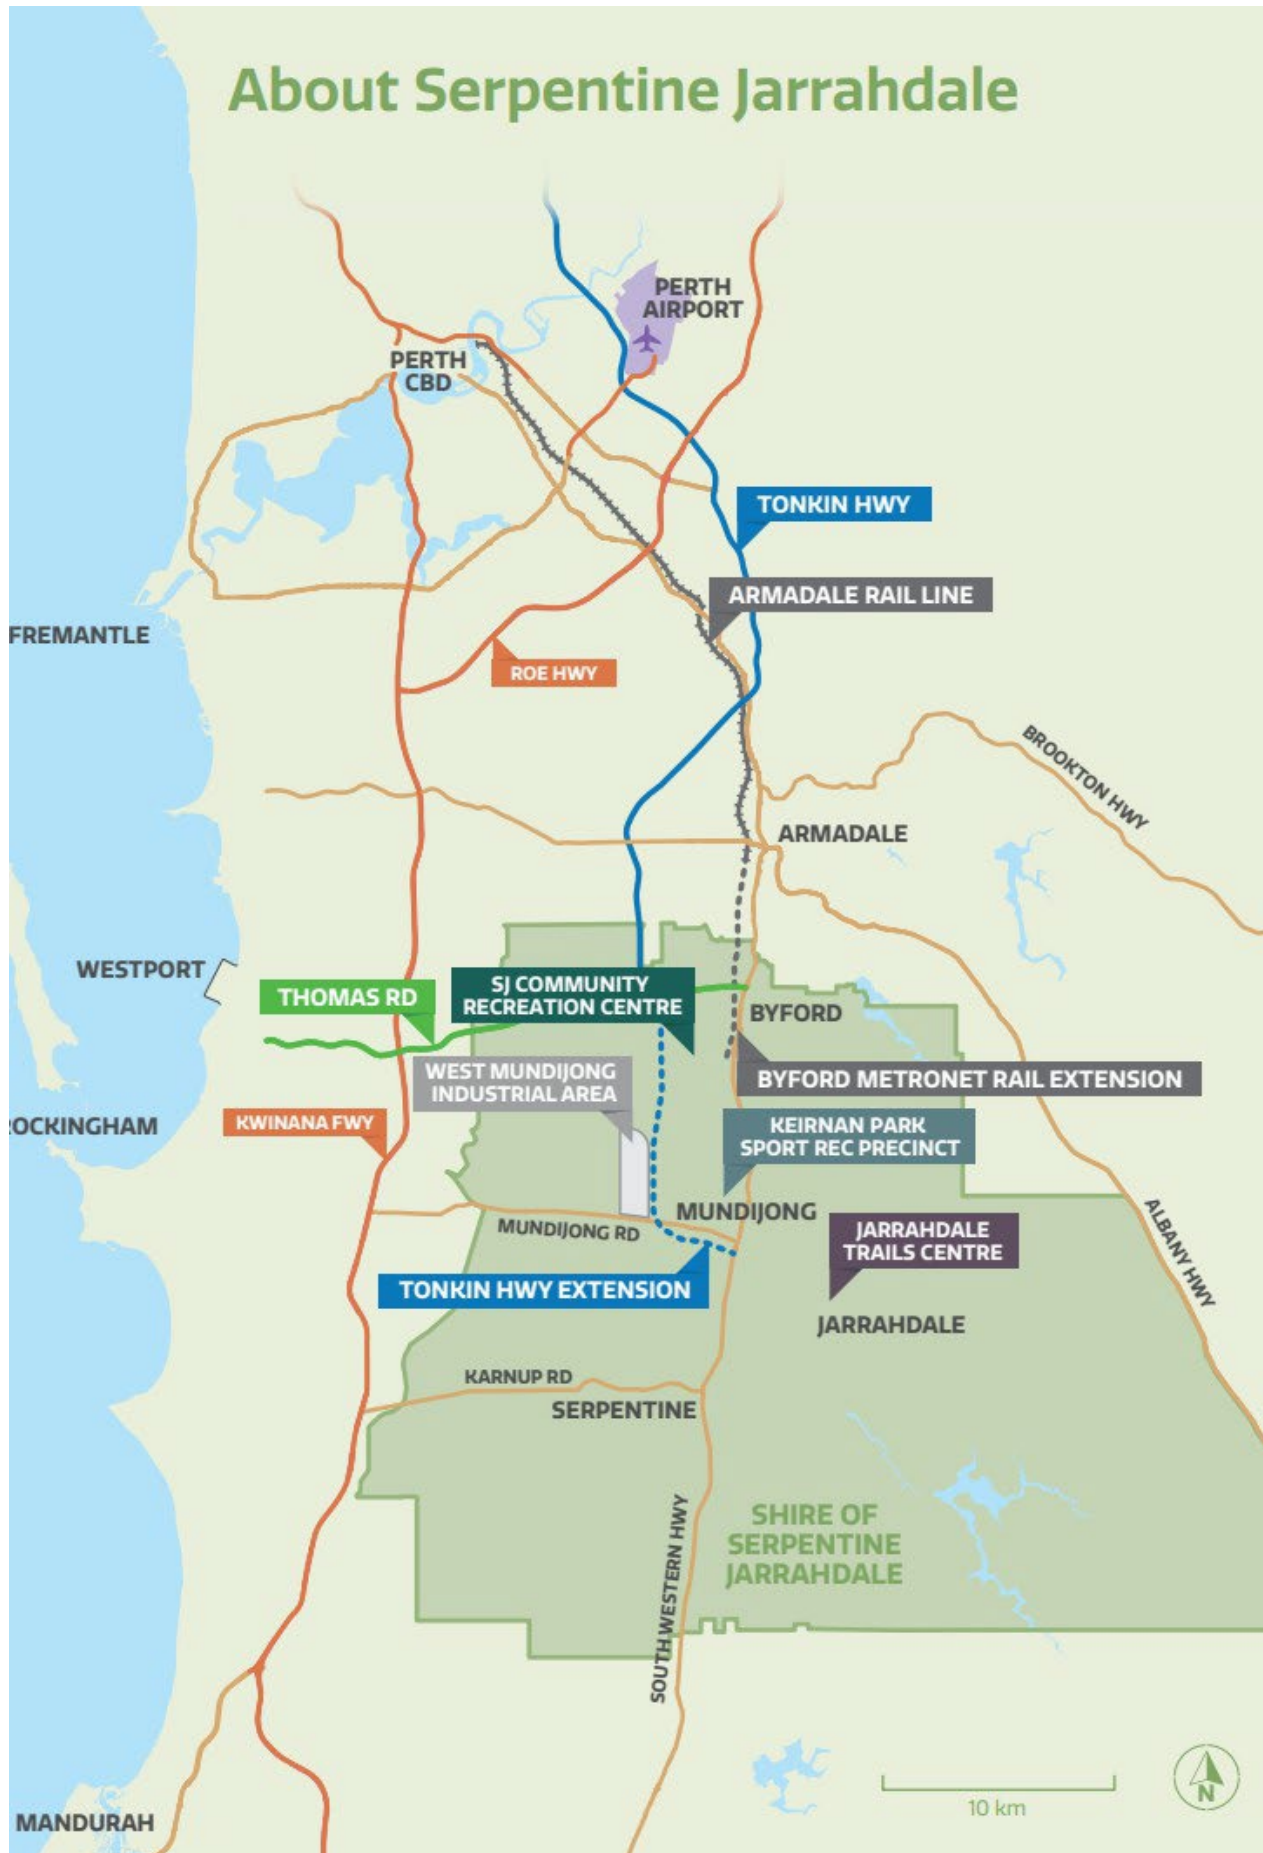 About Serpentine Jarrahdale
PERTH
AIRPORT
PERTH
CBD
TONKIN HWY
ARMADALE RAIL LINE
FREMANTLE
ROE HWY
BROOKTON HWY
ARMADALE
WESTPORT
THOMAS RD
SJ COMMUNITY
RECREATION CENTRE
BYFORD
WEST MUNDIJONG
INDUSTRIAL AREA
BYFORD METRONET RAIL EXTENSION
KWINANA FWY
OCKINGHAM
KEIRNAN PARK
SPORT REC PRECINCT
MUNDIJONG
MUNDIJONG RD
JARRAHDALE
TRAILS CENTRE
ALBANY HWY
TONKIN HWY EXTENSION
JARRAHDALE
KARNUP RD
SERPENTINE
SOUTH WESTERN HWY
SHIRE OF
SERPENTINE
JARRAHDALE
10 km
N
MANDURAH